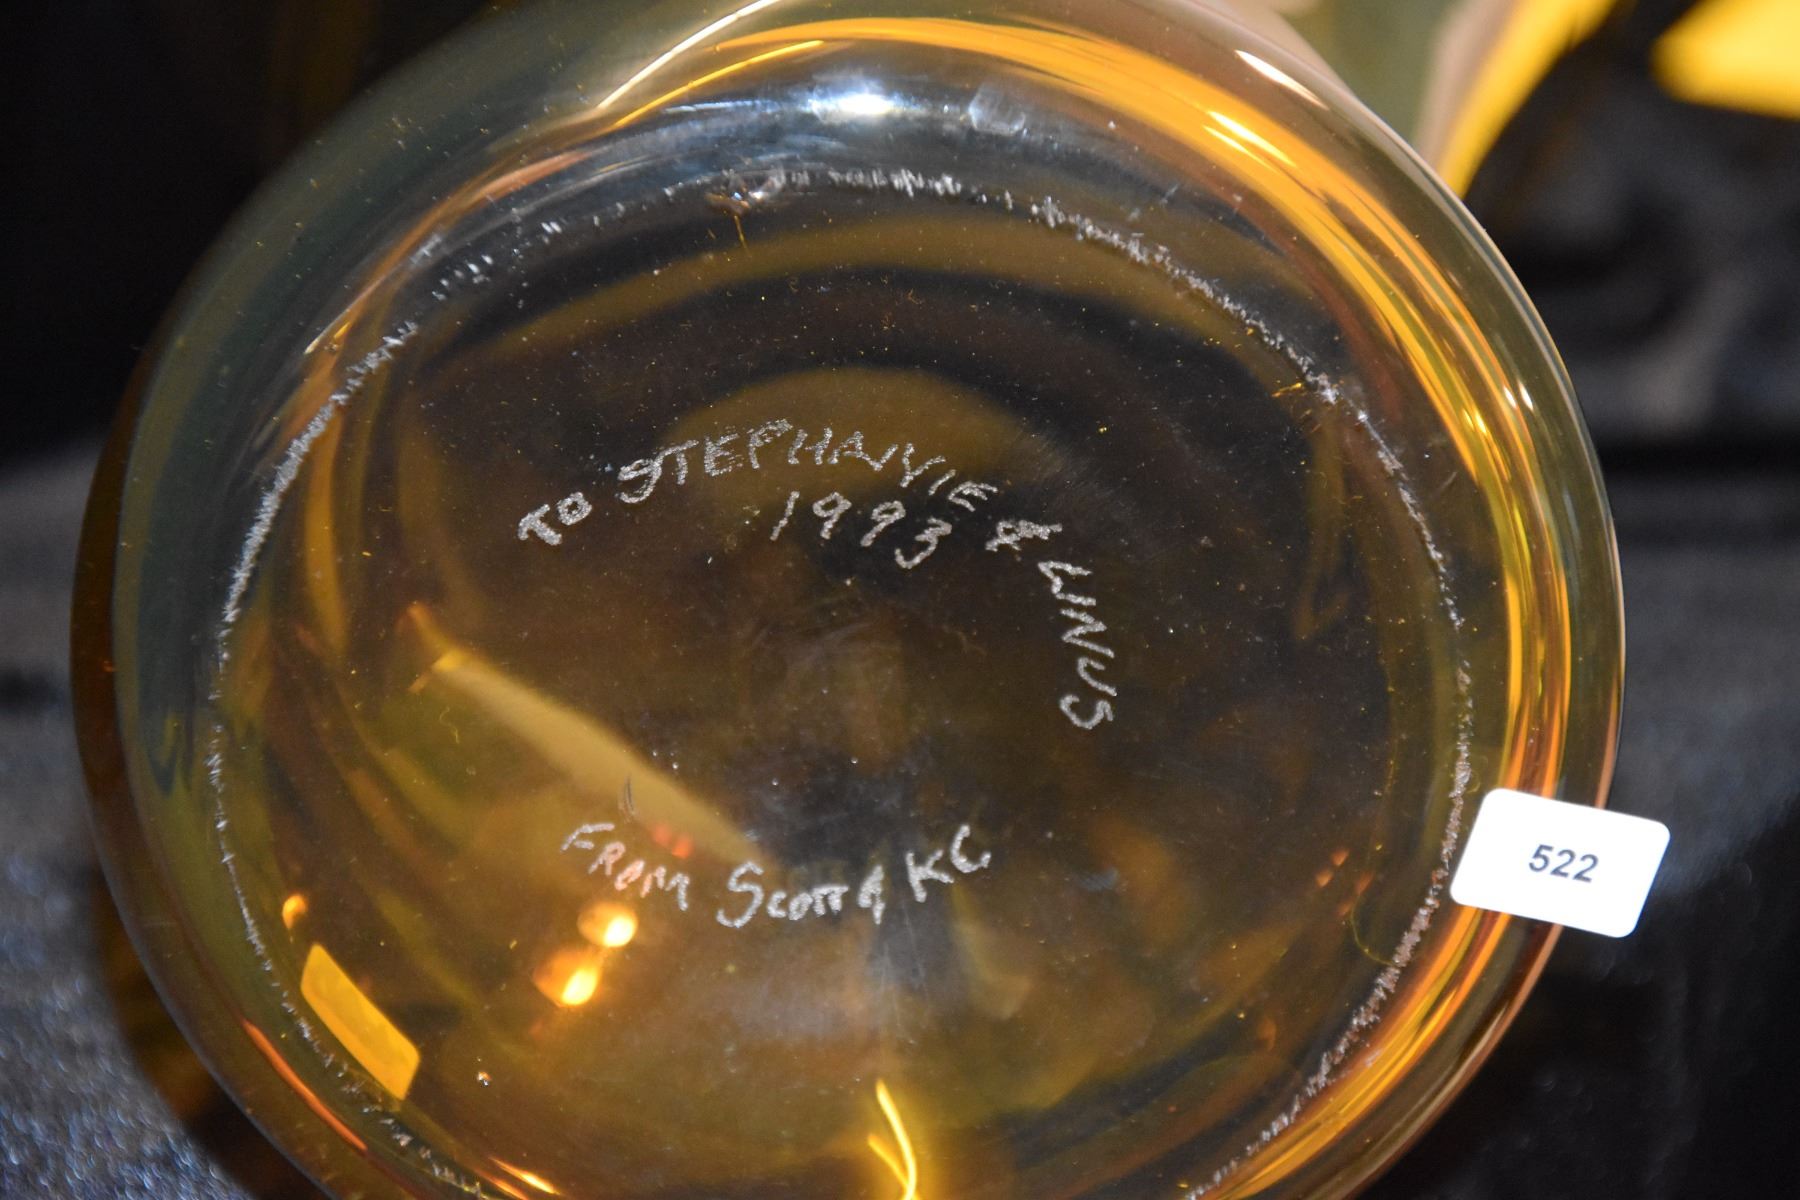 TO STEPHANIE & LINUS
1993
FROM SCOTT & KC
522